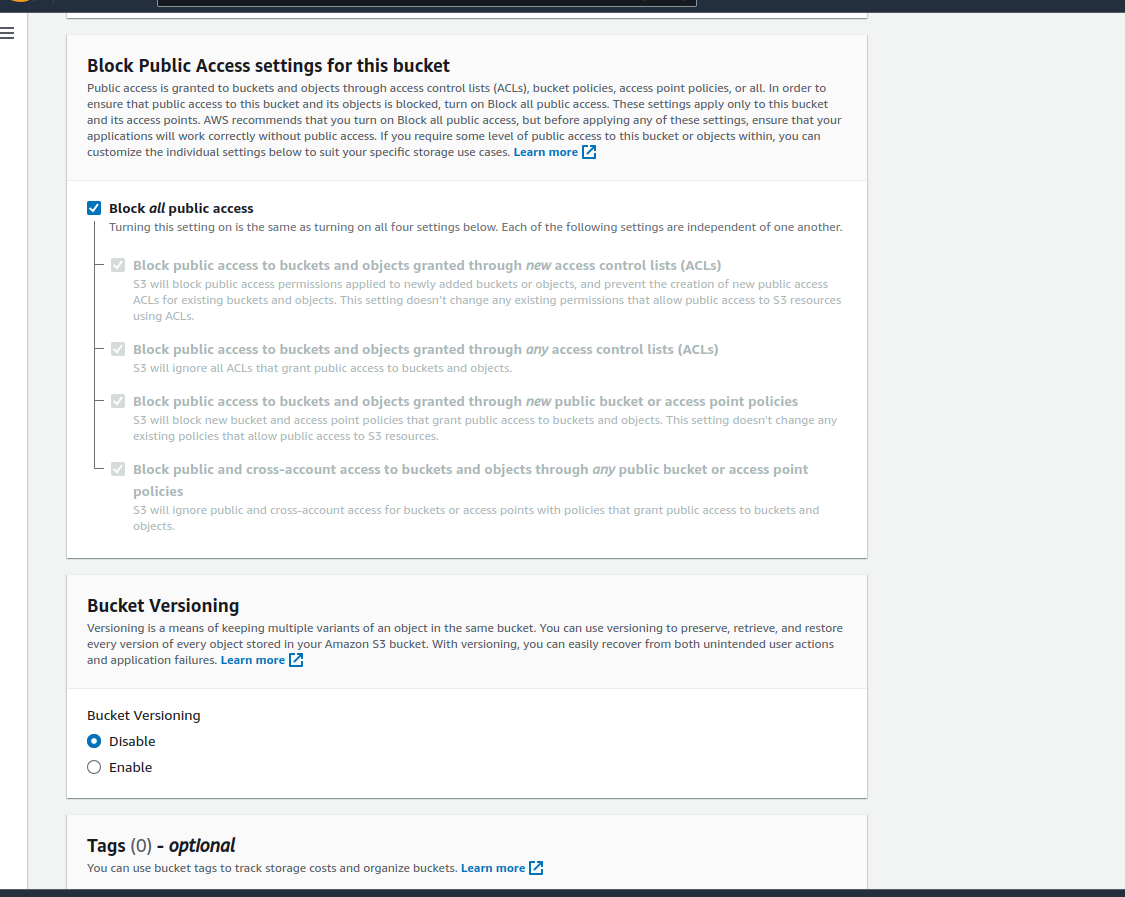 Block Public Access settings for this bucket
Public access is granted to buckets and objects through access control lists (ACLs), bucket policies, access point policies, or all. In order to
ensure that public access to this bucket and its objects is blocked, turn on Block all public access. These settings apply only to this bucket
and its access points. AWS recommends that you turn on Block all public access, but before applying any of these settings, ensure that your
applications will work correctly without public access. If you require some level of public access to this bucket or objects within, you can
customize the individual settings below to suit your specific storage use cases. Learn more
Block all public access
Turning this setting on is the same as turning on all four settings below. Each of the following settings are independent of one another.
Block public access to buckets and objects granted through new access control lists (ACLs)
S3 will block public access permissions applied to newly added buckets or objects, and prevent the creation of new public access
ACLs for existing buckets and objects. This setting doesn't change any existing permissions that allow public access to S3 resources
using ACLs.
Block public access to buckets and objects granted through any access control lists (ACLs)
S3 will ignore all ACLs that grant public access to buckets and objects.
Block public access to buckets and objects granted through new public bucket or access point policies
S3 will block new bucket and access point policies that grant public access to buckets and objects. This setting doesn't change any
existing policies that allow public access to S3 resources.
Block public and cross-account access to buckets and objects through any public bucket or access point
policies
S3 will ignore public and cross-account access for buckets or access points with policies that grant public access to buckets and
objects.
Bucket Versioning
Versioning is a means of keeping multiple variants of an object in the same bucket. You can use versioning to preserve, retrieve, and restore
every version of every object stored in your Amazon S3 bucket. With versioning, you can easily recover from both unintended user actions
and application failures. Learn more
Bucket Versioning
Disable
Enable
Tags (0) - optional
You can use bucket tags to track storage costs and organize buckets. Learn more